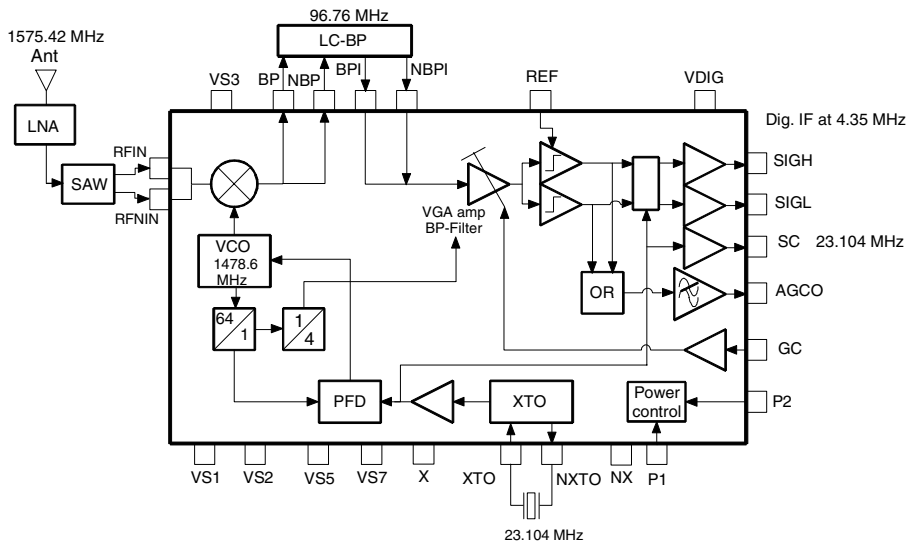 96.76 MHz
1575.42 MHz
Ant
LC-BP
VS3
BP
NBP
BPI
NBPI
REF
VDIG
LNA
Dig. IF at 4.35 MHz
RFIN
SAW
RFNIN
SIGH
SIGL
VGA amp
BP-Filter
VCO
1478.6
MHz
SC
23.104 MHz
OR
AGCO
64
1
1
4
GC
PFD
XTO
Power
control
P2
VS1
VS2
VS5
VS7
X
XTO
NXTO
NX
P1
23.104 MHz